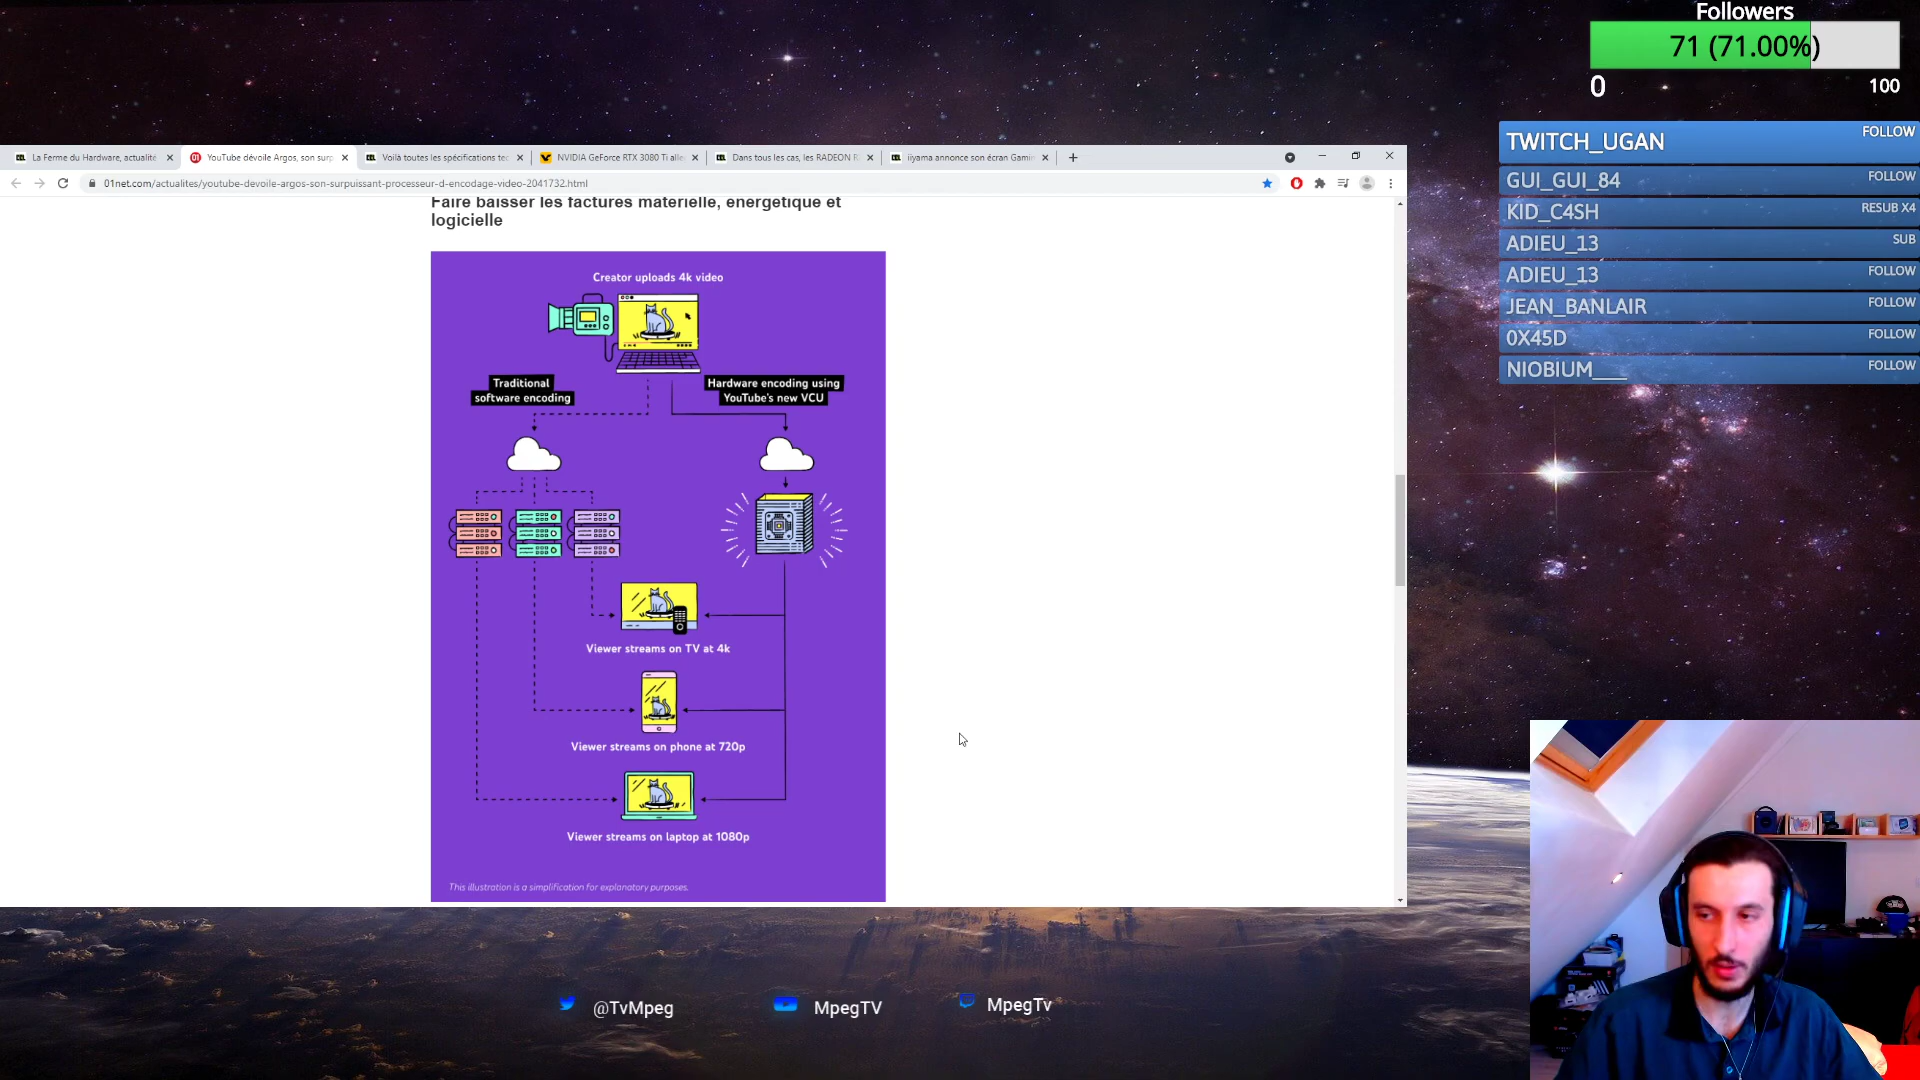 Followers
71 (71.00%)
0
100
TWITCH_UGAN FOLLOW
GUI_GUI_84 FOLLOW
KID_C4SH RESUB X4
ADIEU_13 SUB
ADIEU_13 FOLLOW
JEAN_BANLAIR FOLLOW
0X45D FOLLOW
NIOBIUM___ FOLLOW
La Ferme du Hardware, actualité
YouTube dévoile Argos, son surp
Voilà toutes les spécifications te
NVIDIA GeForce RTX 3080 Ti alle
Dans tous les cas, les RADEON R
iiyama annonce son écran Gamin
01net.com/actualites/youtube-devoile-argos-son-surpuissant-processeur-d-encodage-video-2041732.html
Faire baisser les factures matérielle, énergétique et
logicielle
Creator uploads 4k video
Traditional
software encoding
Hardware encoding using
YouTube's new VCU
Viewer streams on TV at 4k
Viewer streams on phone at 720p
Viewer streams on laptop at 1080p
This illustration is a simplification for explanatory purposes.
@TvMpeg
MpegTV
MpegTv